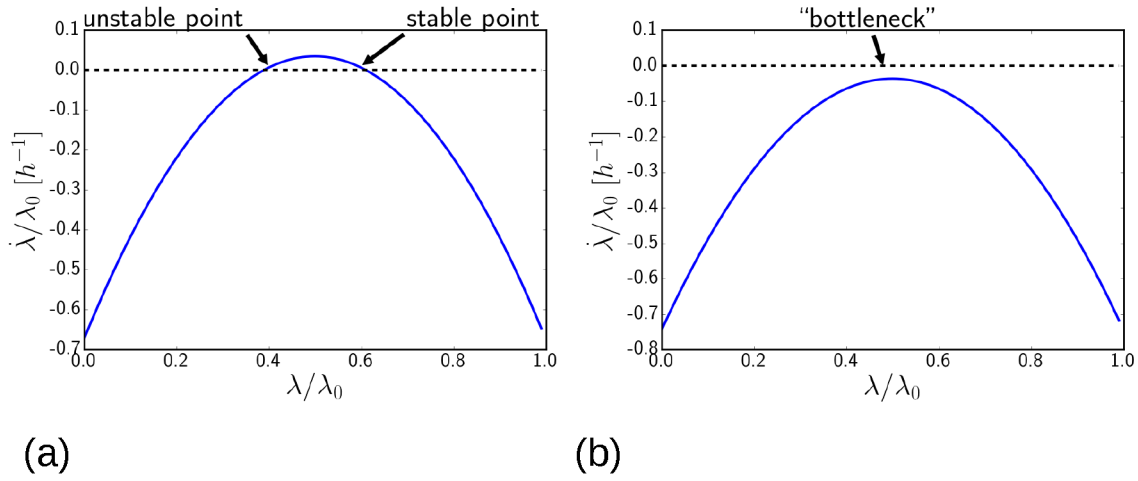 unstable point
stable point
0.1
0.0
-0.1
-0.2
-0.3
-0.4
-0.5
-0.6
-0.7
λ̇/λ₀ [h⁻¹]
0.0 0.2 0.4 0.6 0.8 1.0
λ/λ₀
(a)
“bottleneck”
0.1
0.0
-0.1
-0.2
-0.3
-0.4
-0.5
-0.6
-0.7
-0.8
λ̇/λ₀ [h⁻¹]
0.0 0.2 0.4 0.6 0.8 1.0
λ/λ₀
(b)